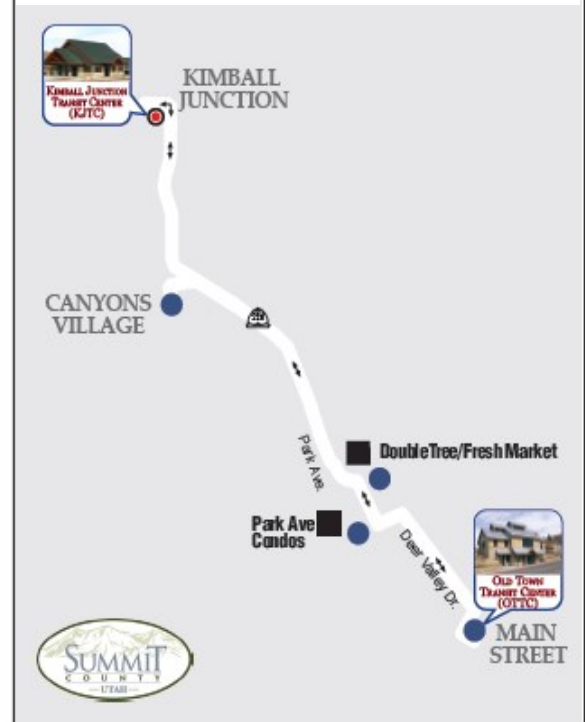 KIMBALL
JUNCTION
KIMBALL JUNCTION
TRANSIT CENTER
(KJTC)
CANYONS
VILLAGE
Park Ave.
DoubleTree/Fresh Market
Park Ave
Condos
Deer Valley Dr.
OLD TOWN
TRANSIT CENTER
(OTTC)
MAIN
STREET
SUMMIT
COUNTY
UTAH